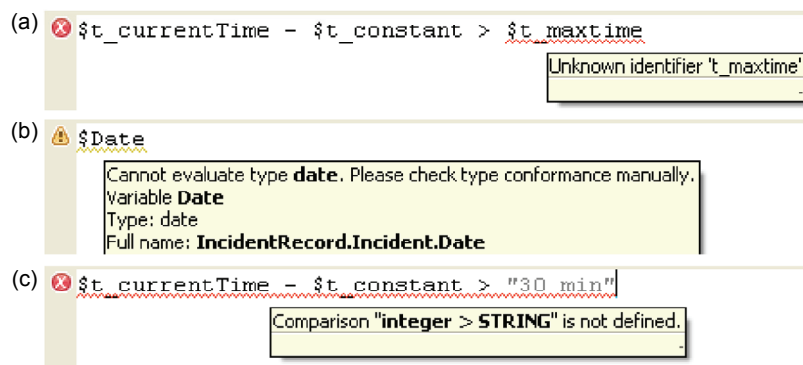 (a) $t_currentTime - $t_constant > $t_maxtime
Unknown identifier 't_maxtime'
(b) $Date
Cannot evaluate type date. Please check type conformance manually.
Variable Date
Type: date
Full name: IncidentRecord.Incident.Date
(c) $t_currentTime - $t_constant > "30 min"
Comparison "integer > STRING" is not defined.